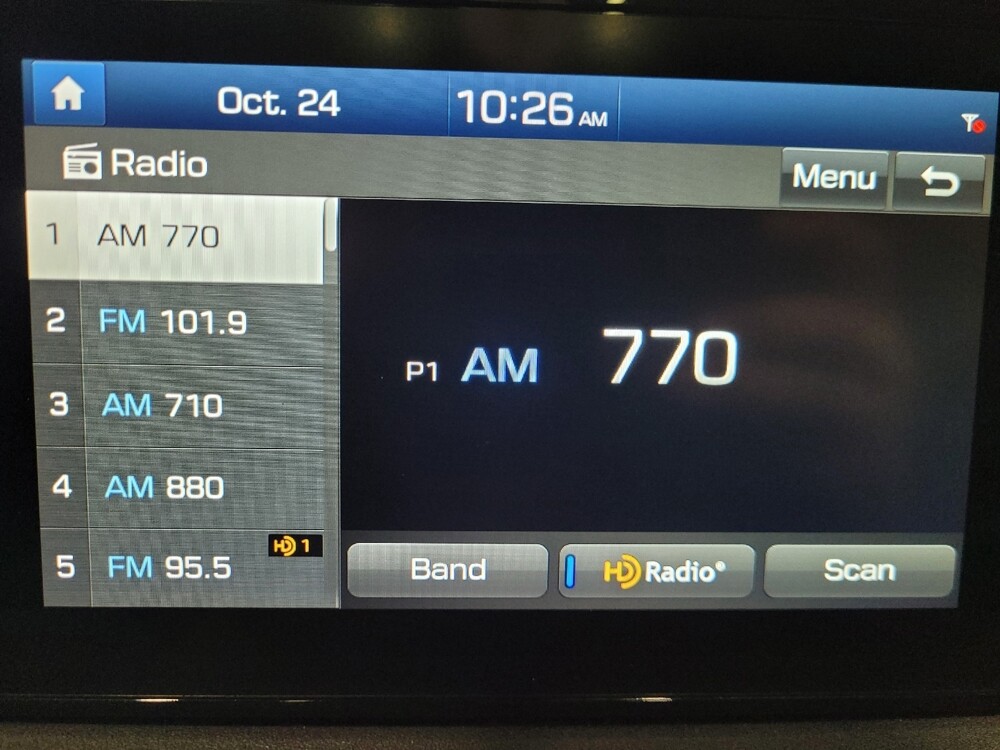 Oct. 24 10:26 AM
Radio Menu
1 AM 770
2 FM 101.9
3 AM 710
4 AM 880
5 FM 95.5 HD 1
P1 AM 770
Band HD Radio® Scan